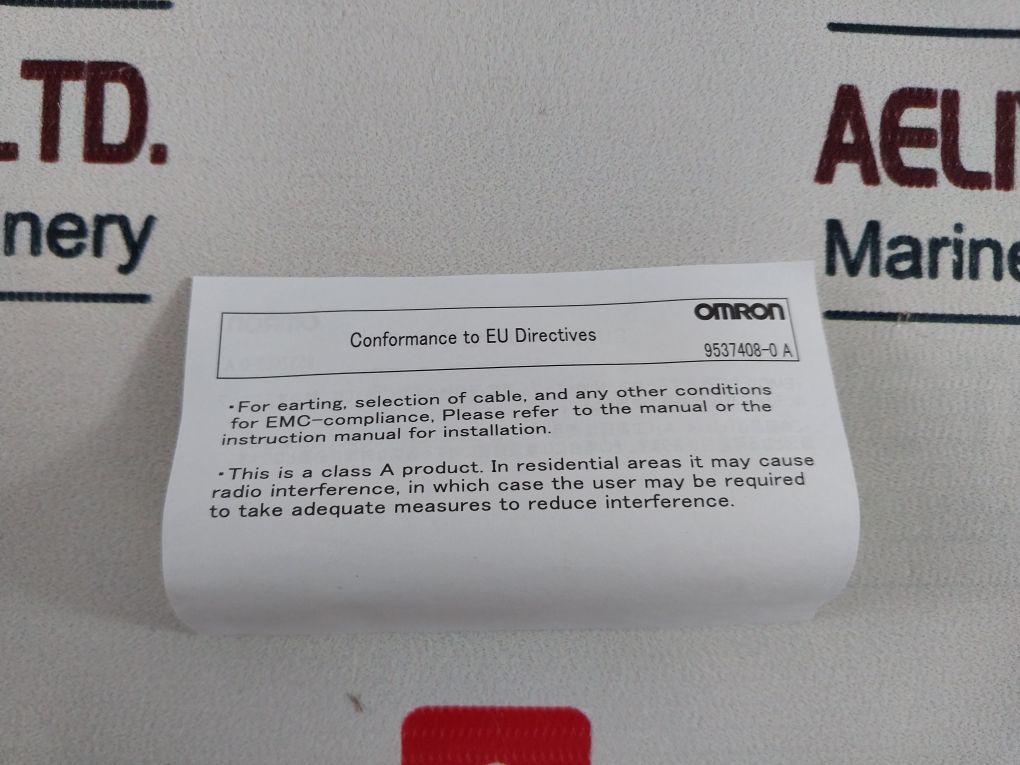 LTD.
AELI
nery
Marine
OMRON
Conformance to EU Directives
9537408-0 A
・For earting, selection of cable, and any other conditions
for EMC-compliance, Please refer to the manual or the
instruction manual for installation.
・This is a class A product. In residential areas it may cause
radio interference, in which case the user may be required
to take adequate measures to reduce interference.